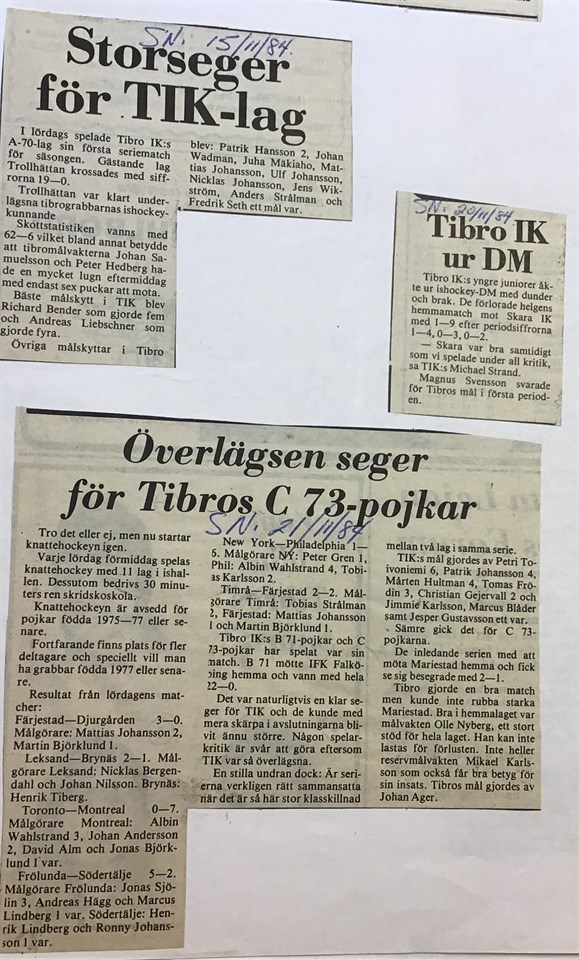 SN. 15/11/84
Storseger
för TIK-lag
I lördags spelade Tibro IK:s
A-70-lag sin första seriematch
för säsongen. Gästande lag
Trollhättan krossades med siff-
rorna 19—0.
Trollhättan var klart under-
lägsna tibrograbbarnas ishockey-
kunnande
Skottstatistiken vanns med
62—6 vilket bland annat betydde
att tibromålvakterna Johan Sa-
muelsson och Peter Hedberg ha-
de en mycket lugn eftermiddag
med endast sex puckar att mota.
Bäste målskytt i TIK blev
Richard Bender som gjorde fem
och Andreas Liebschner som
gjorde fyra.
Övriga målskyttar i Tibro
blev: Patrik Hansson 2, Johan
Wadman, Juha Mäkiaho, Mat-
tias Johansson, Ulf Johansson,
Nicklas Johansson, Jens Wik-
ström, Anders Strålman och
Fredrik Seth ett mål var.
SN. 20/11/84
Tibro IK
ur DM
Tibro IK:s yngre juniorer åk-
te ur ishockey-DM med dunder
och brak. De förlorade helgens
hemmamatch mot Skara IK
med 1—9 efter periodsiffrorna
1—4, 0—3, 0—2.
— Skara var bra samtidigt
som vi spelade under all kritik,
sa TIK:s Michael Strand.
Magnus Svensson svarade
för Tibros mål i första period-
en.
Överlägsen seger
för Tibros C 73-pojkar
SN. 21/11/84
Tro det eller ej, men nu startar
knattehockeyn igen.
Varje lördag förmiddag spelas
knattehockey med 11 lag i ishal-
len. Dessutom bedrivs 30 minu-
ters ren skridskoskola.
Knattehockeyn är avsedd för
pojkar födda 1975—77 eller se-
nare.
Fortfarande finns plats för fler
deltagare och speciellt vill man
ha grabbar födda 1977 eller sena-
re.
Resultat från lördagens mat-
cher:
Färjestad—Djurgården 3—0.
Målgörare: Mattias Johansson 2,
Martin Björklund 1.
Leksand—Brynäs 2—1. Mål-
görare Leksand: Nicklas Bergen-
dahl och Johan Nilsson. Brynäs:
Henrik Tiberg.
Toronto—Montreal 0—7.
Målgörare Montreal: Albin
Wahlstrand 3, Johan Andersson
2, David Alm och Jonas Björk-
lund 1 var.
Frölunda—Södertälje 5—2.
Målgörare Frölunda: Jonas Sjö-
lin 3, Andreas Hägg och Marcus
Lindberg 1 var. Södertälje: Hen-
rik Lindberg och Ronny Johans-
son 1 var.
New York—Philadelphia 1—
6. Målgörare NY: Peter Gren 1,
Phil: Albin Wahlstrand 4, Tobi-
as Karlsson 2.
Timrå—Färjestad 2—2. Mål-
görare Timrå: Tobias Strålman
2, Färjestad: Mattias Johansson
1 och Martin Björklund 1.
Tibro IK:s B 71-pojkar och C
73-pojkar har spelat var sin
match. B 71 mötte IFK Falkö-
ping hemma och vann med hela
22—0.
Det var naturligtvis en klar se-
ger för TIK och de kunde med
mera skärpa i avslutningarna bli-
vit ännu större. Någon spelar-
kritik är svår att göra eftersom
TIK var så överlägsna.
En stilla undran dock: Är seri-
erna verkligen rätt sammansatta
när det är så här stor klasskillnad
mellan två lag i samma serie.
TIK:s mål gjordes av Petri To-
ivoniemi 6, Patrik Johansson 4,
Mårten Hultman 4, Tomas Frö-
din 3, Christian Gejervall 2 och
Jimmie Karlsson, Marcus Blåder
samt Jesper Gustavsson ett var.
Sämre gick det för C 73-
pojkarna.
De inledande serien med att
möta Mariestad hemma och fick
se sig besegrade med 2—1.
Tibro gjorde en bra match
men kunde inte rubba starka
Mariestad. Bra i hemmalaget var
målvakten Olle Nyberg, ett stort
stöd för hela laget. Han kan inte
lastas för förlusten. Inte heller
reservmålvakten Mikael Karls-
son som också får bra betyg för
sin insats. Tibros mål gjordes av
Johan Ager.